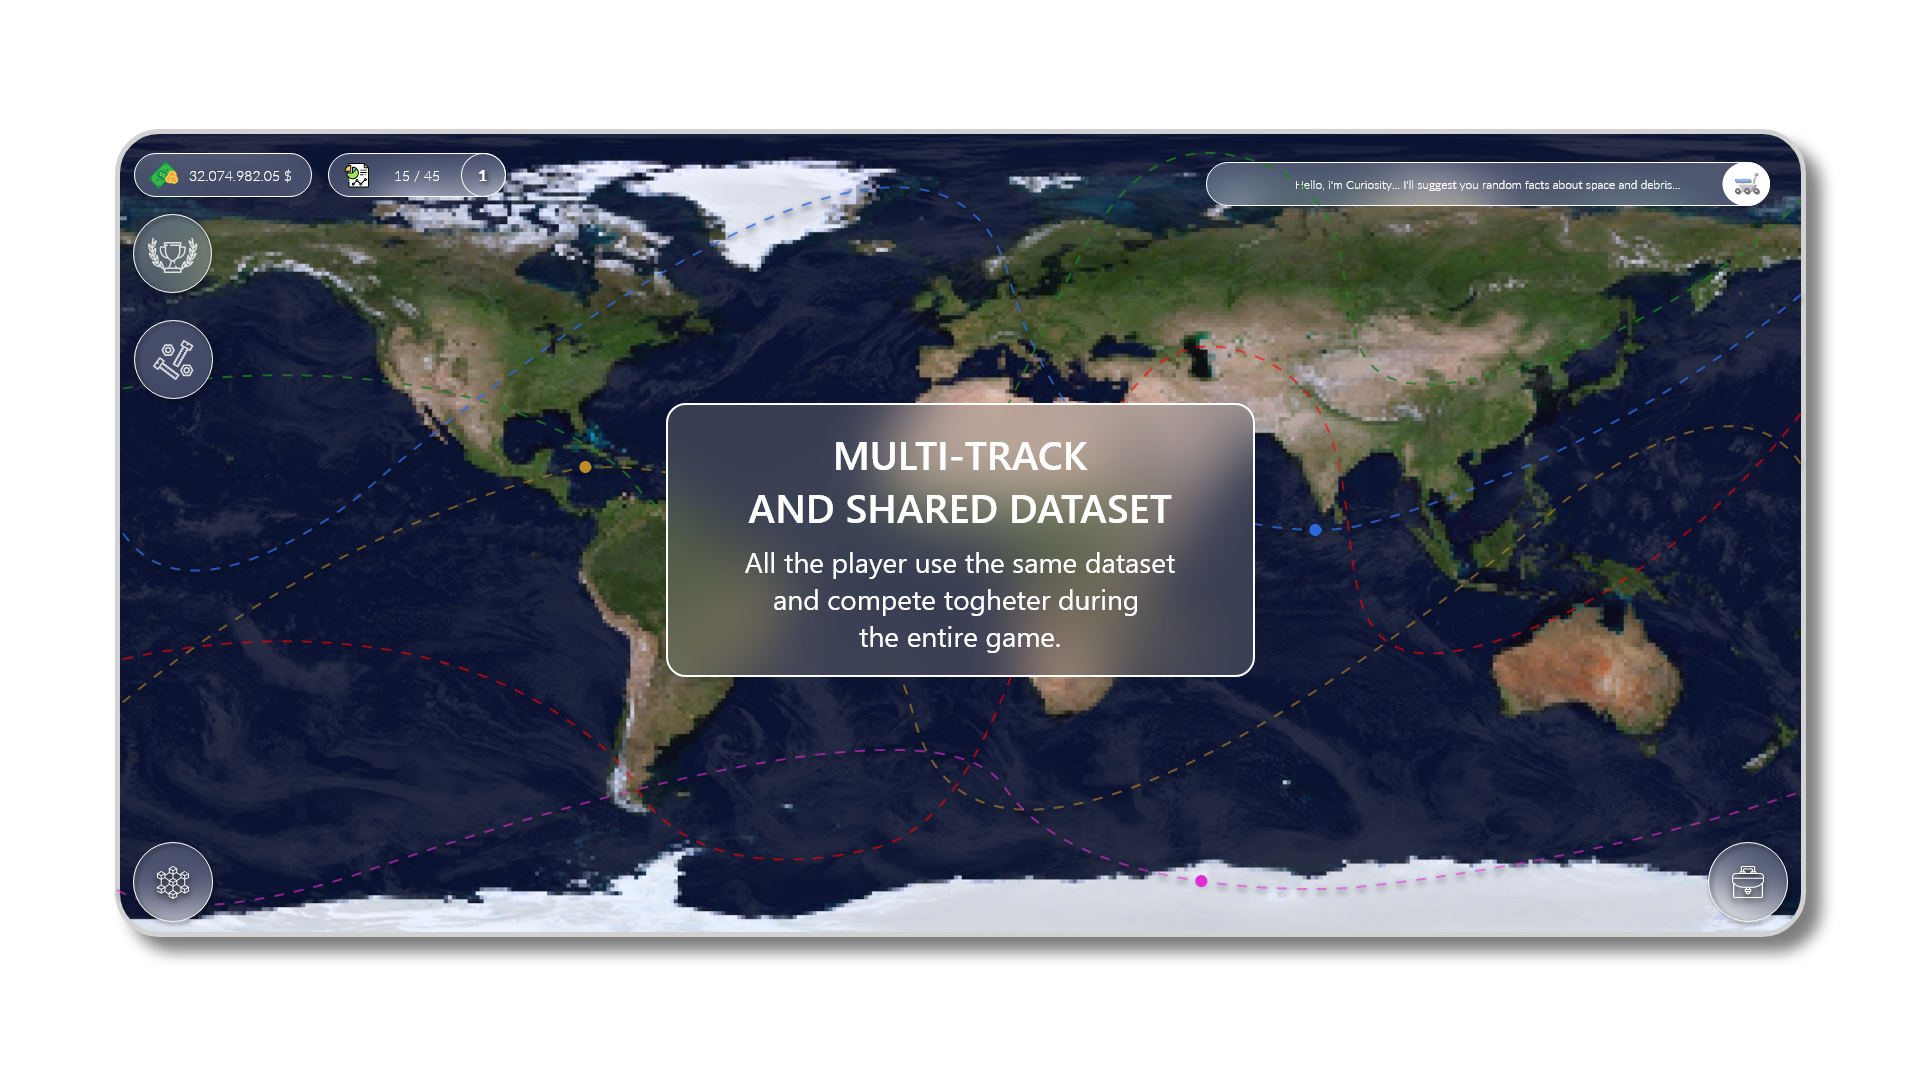 32.074.982.05 $
15 / 45
1
Hello, i'm Curiosity... I'll suggest you random facts about space and debris...
MULTI-TRACK
AND SHARED DATASET
All the player use the same dataset
and compete togheter during
the entire game.